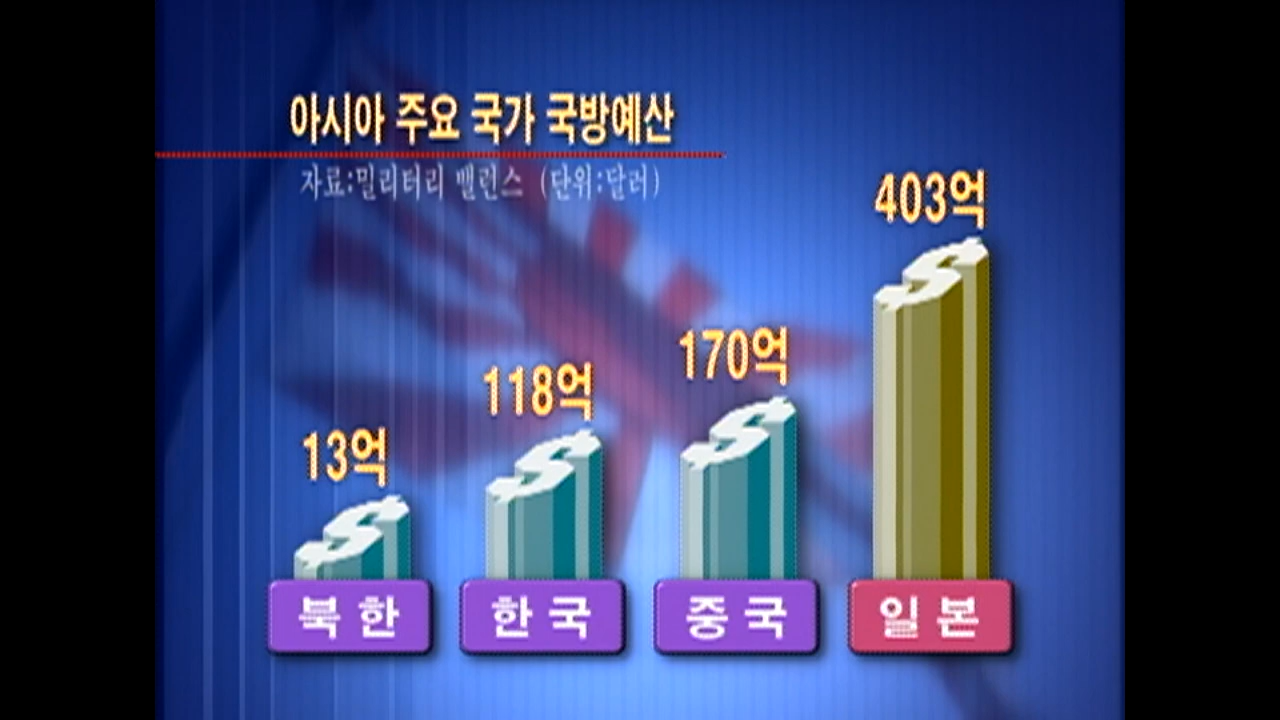 아시아 주요 국가 국방예산
자료:밀리터리 밸런스 (단위:달러)
403억
170억
118억
13억
북한
한국
중국
일본